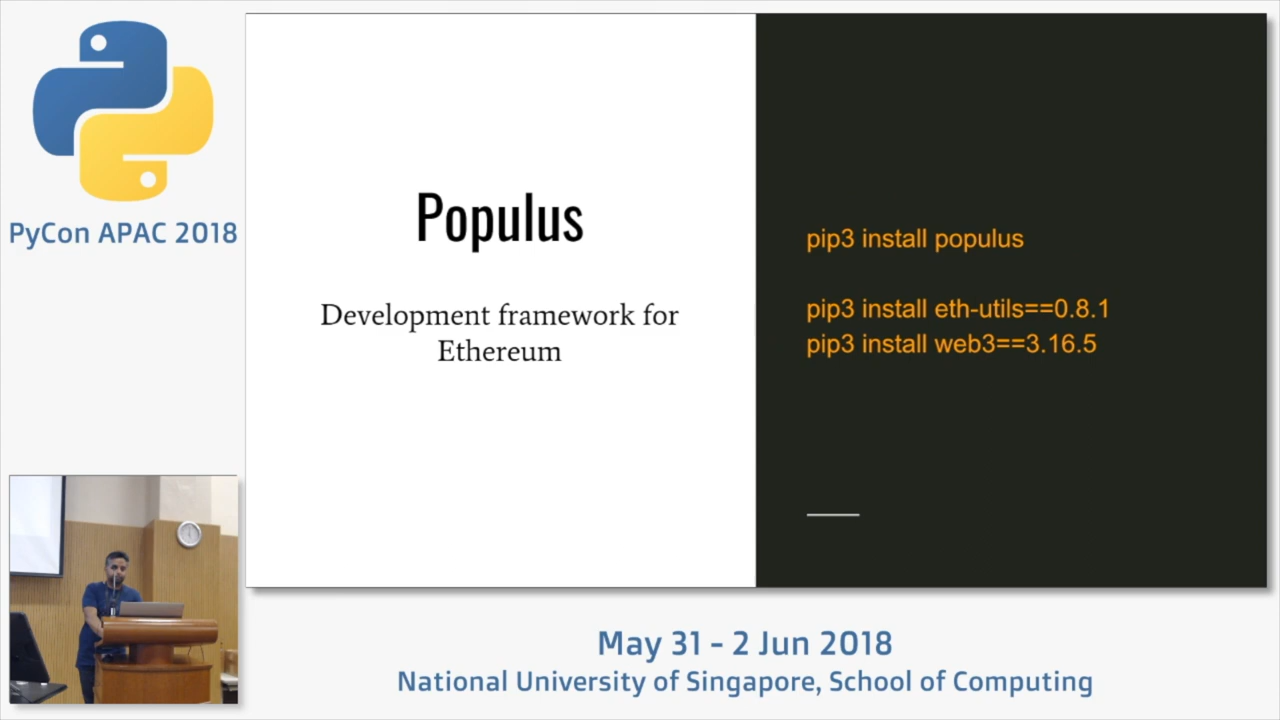 PyCon APAC 2018
Populus
Development framework for
Ethereum
pip3 install populus
pip3 install eth-utils==0.8.1
pip3 install web3==3.16.5
May 31 - 2 Jun 2018
National University of Singapore, School of Computing